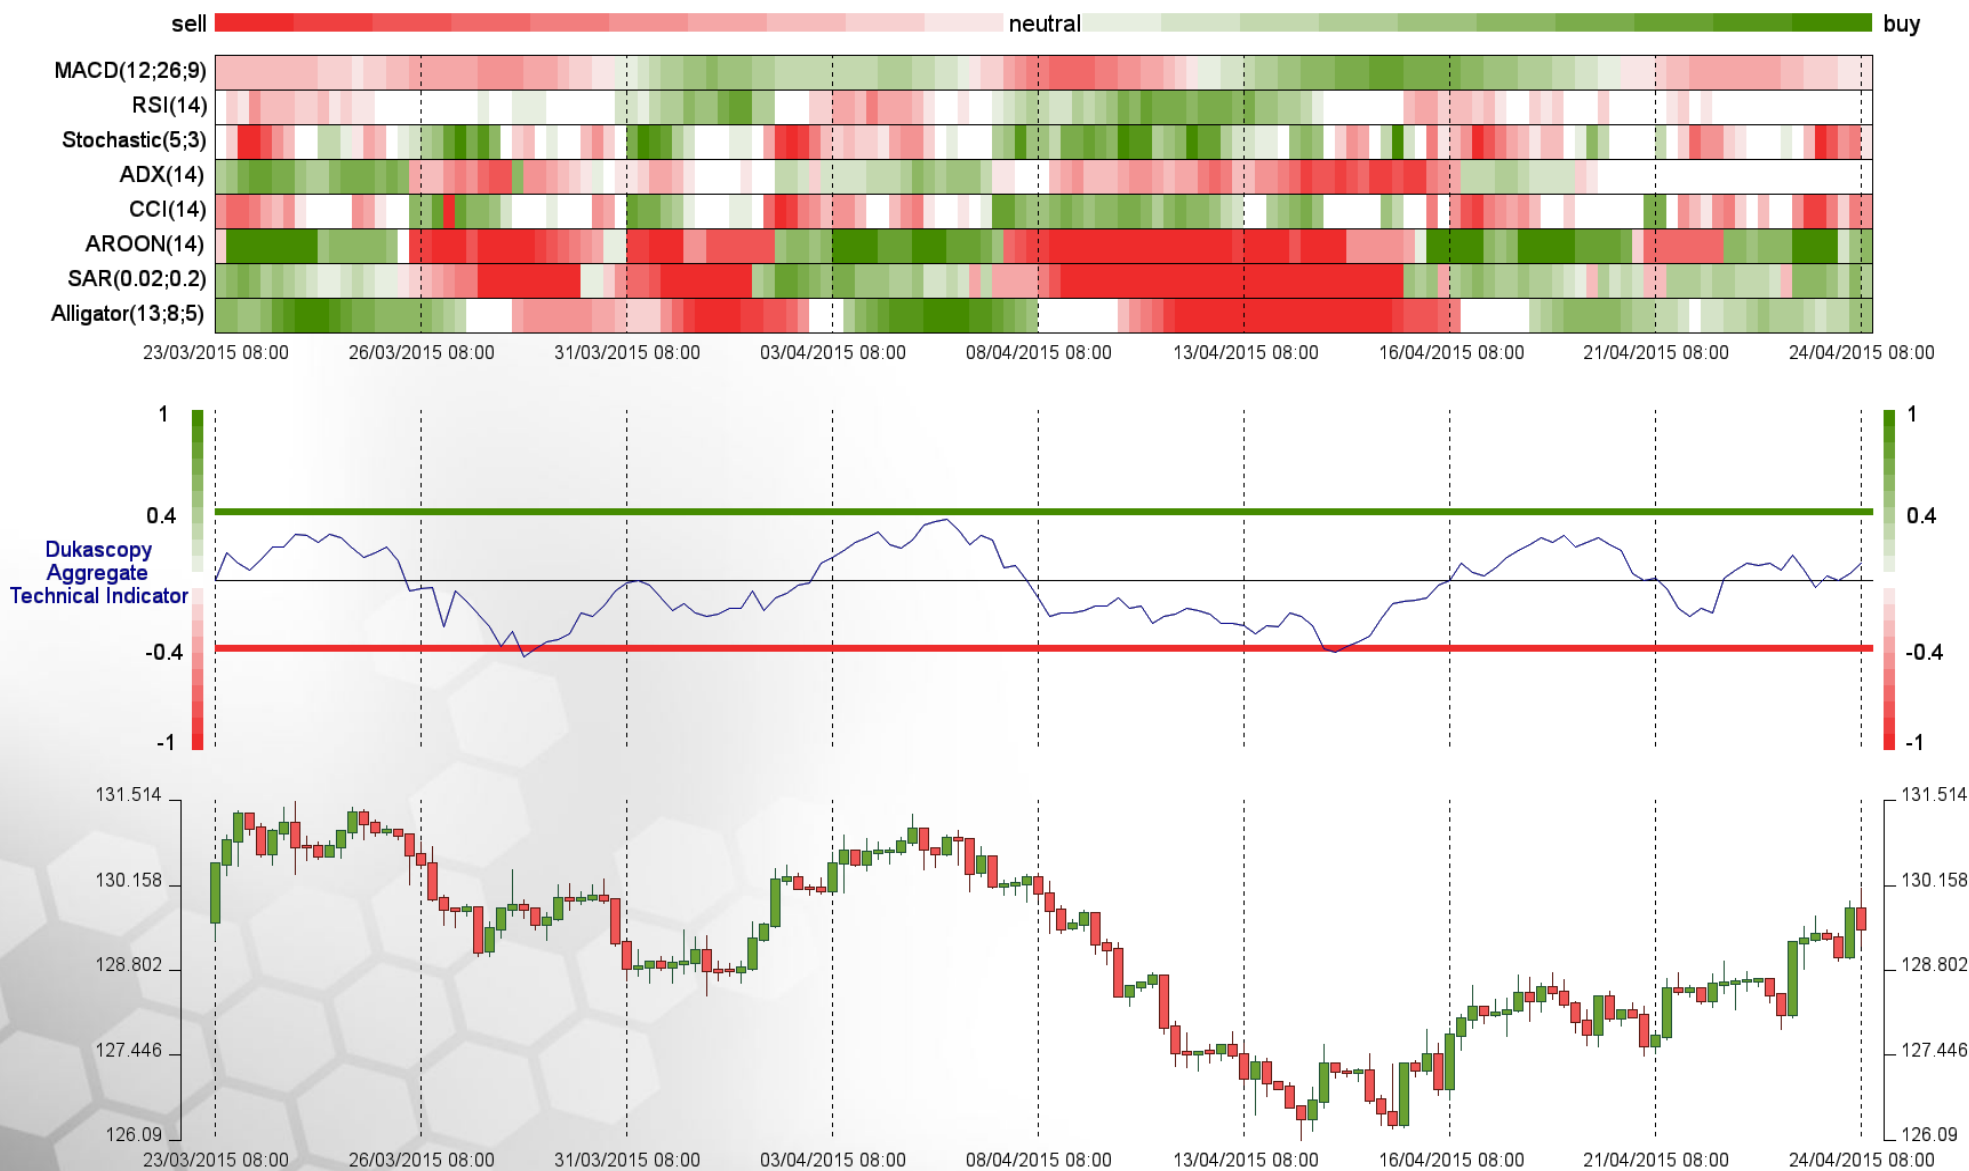 sell neutral buy
MACD(12;26;9)
RSI(14)
Stochastic(5;3)
ADX(14)
CCI(14)
AROON(14)
SAR(0.02;0.2)
Alligator(13;8;5)
23/03/2015 08:00 26/03/2015 08:00 31/03/2015 08:00 03/04/2015 08:00 08/04/2015 08:00 13/04/2015 08:00 16/04/2015 08:00 21/04/2015 08:00 24/04/2015 08:00
1 1
0.4 0.4
Dukascopy
Aggregate
Technical Indicator
-0.4 -0.4
-1 -1
131.514 131.514
130.158 130.158
128.802 128.802
127.446 127.446
126.09 126.09
23/03/2015 08:00 26/03/2015 08:00 31/03/2015 08:00 03/04/2015 08:00 08/04/2015 08:00 13/04/2015 08:00 16/04/2015 08:00 21/04/2015 08:00 24/04/2015 08:00